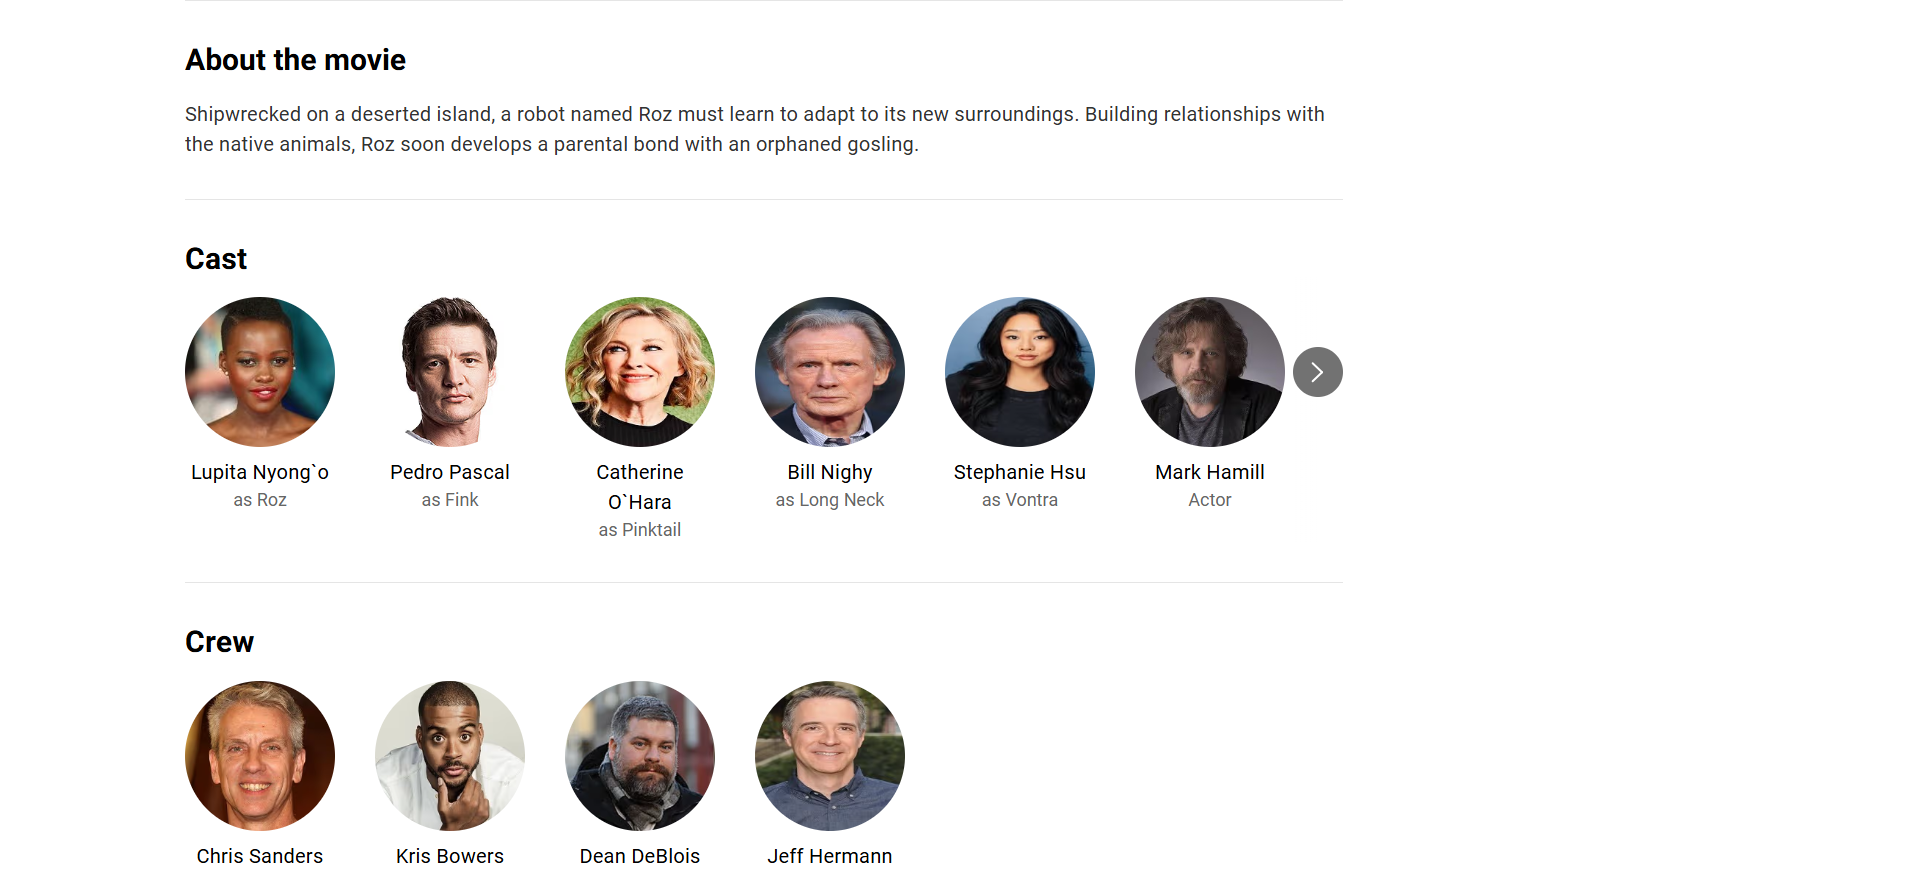 About the movie
Shipwrecked on a deserted island, a robot named Roz must learn to adapt to its new surroundings. Building relationships with
the native animals, Roz soon develops a parental bond with an orphaned gosling.
Cast
Lupita Nyong`o
as Roz
Pedro Pascal
as Fink
Catherine
O`Hara
as Pinktail
Bill Nighy
as Long Neck
Stephanie Hsu
as Vontra
Mark Hamill
Actor
Crew
Chris Sanders
Kris Bowers
Dean DeBlois
Jeff Hermann